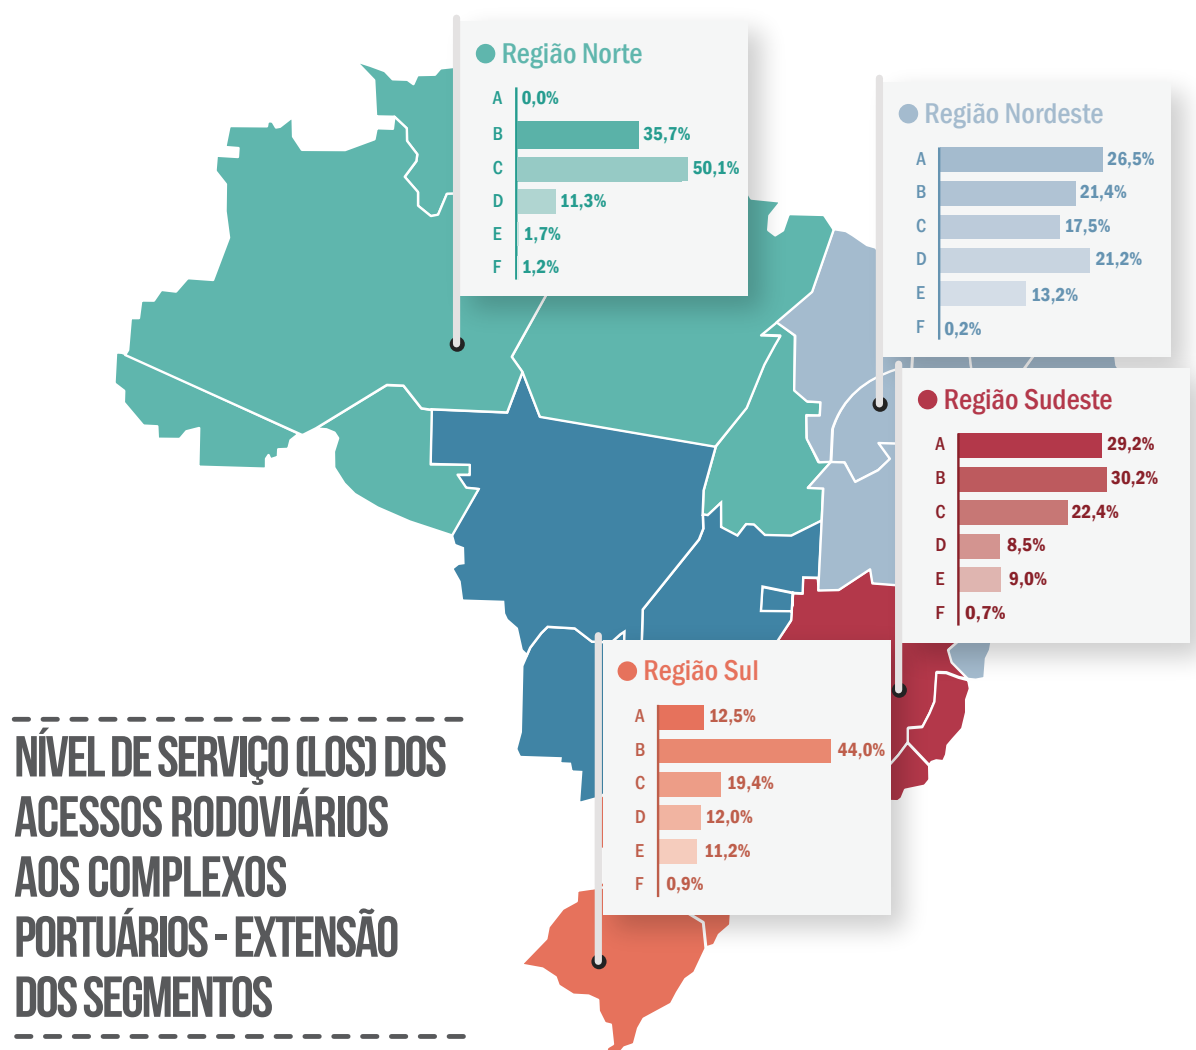 Região Norte
A 0,0%
B 35,7%
C 50,1%
D 11,3%
E 1,7%
F 1,2%
Região Nordeste
A 26,5%
B 21,4%
C 17,5%
D 21,2%
E 13,2%
F 0,2%
Região Sudeste
A 29,2%
B 30,2%
C 22,4%
D 8,5%
E 9,0%
F 0,7%
Região Sul
A 12,5%
B 44,0%
C 19,4%
D 12,0%
E 11,2%
F 0,9%
NÍVEL DE SERVIÇO (LOS) DOS
ACESSOS RODOVIÁRIOS
AOS COMPLEXOS
PORTUÁRIOS - EXTENSÃO
DOS SEGMENTOS